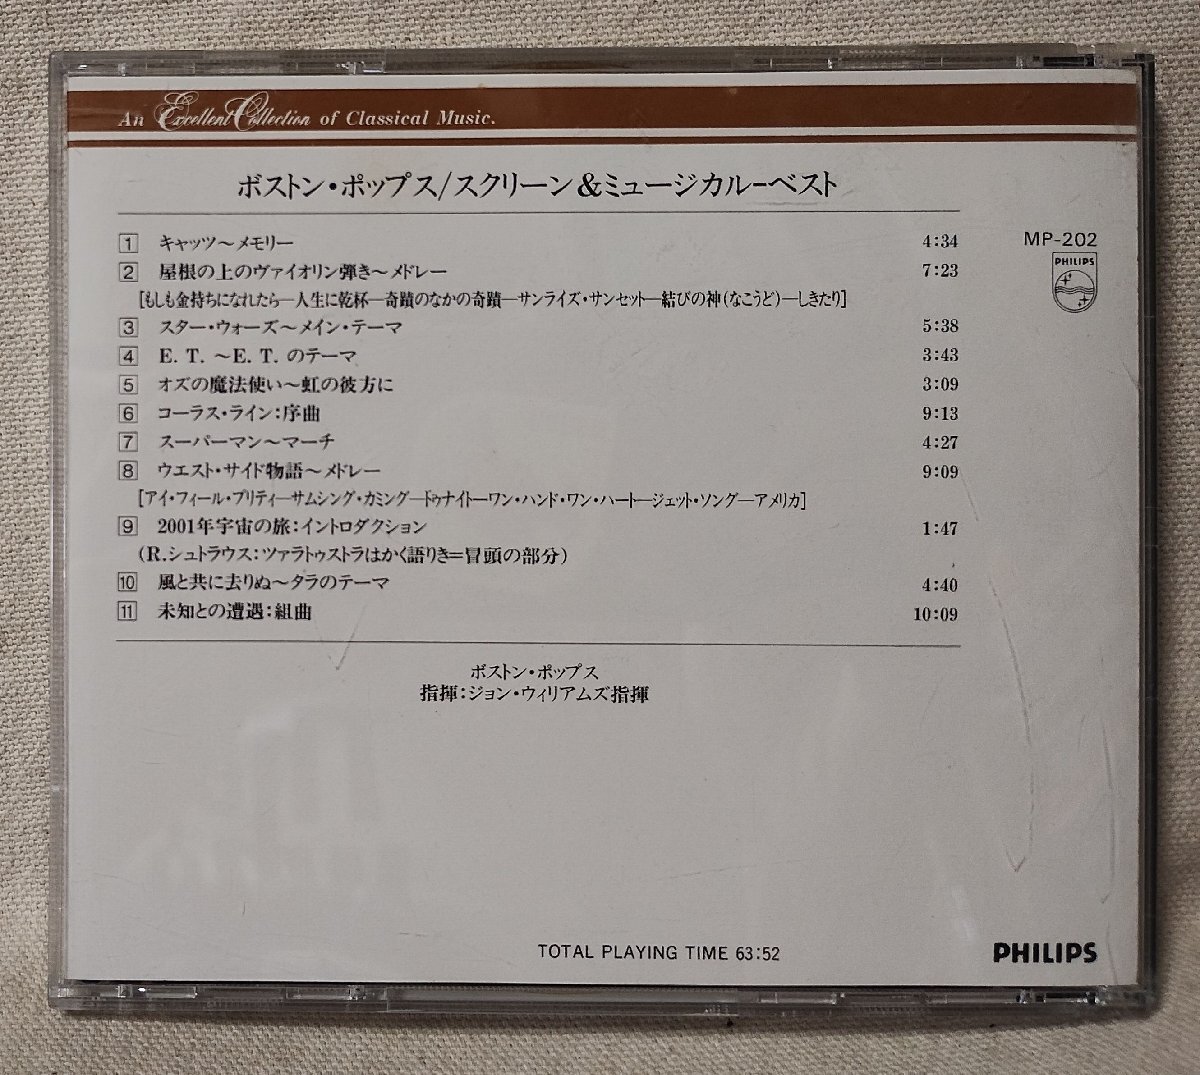 An Excellent Collection of Classical Music.
ボストン・ポップス/スクリーン&ミュージカル-ベスト
1 キャッツ～メモリー 4:34
MP-202
2 屋根の上のヴァイオリン弾き～メドレー 7:23
PHILIPS
[もしも金持ちになれたら―人生に乾杯―奇蹟のなかの奇蹟―サンライズ・サンセット―結びの神(なこうど)―しきたり]
3 スター・ウォーズ～メイン・テーマ 5:38
4 E. T. ～E. T. のテーマ 3:43
5 オズの魔法使い～虹の彼方に 3:09
6 コーラス・ライン:序曲 9:13
7 スーパーマン～マーチ 4:27
8 ウエスト・サイド物語～メドレー 9:09
[アイ・フィール・プリティ―サムシング・カミング―トゥナイト―ワン・ハンド・ワン・ハート―ジェット・ソング―アメリカ]
9 2001年宇宙の旅:イントロダクション 1:47
(R.シュトラウス:ツァラトゥストラはかく語りき=冒頭の部分)
10 風と共に去りぬ～タラのテーマ 4:40
11 未知との遭遇:組曲 10:09
ボストン・ポップス
指揮:ジョン・ウィリアムズ指揮
TOTAL PLAYING TIME 63:52
PHILIPS